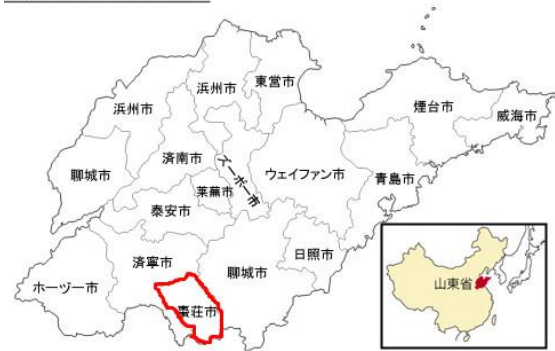 浜州市
東営市
浜州市
煙台市
威海市
済南市
ズーボー市
ウェイファン市
聊城市
莱蕪市
青島市
泰安市
日照市
済寧市
聊城市
ホーヅー市
棗荘市
山東省